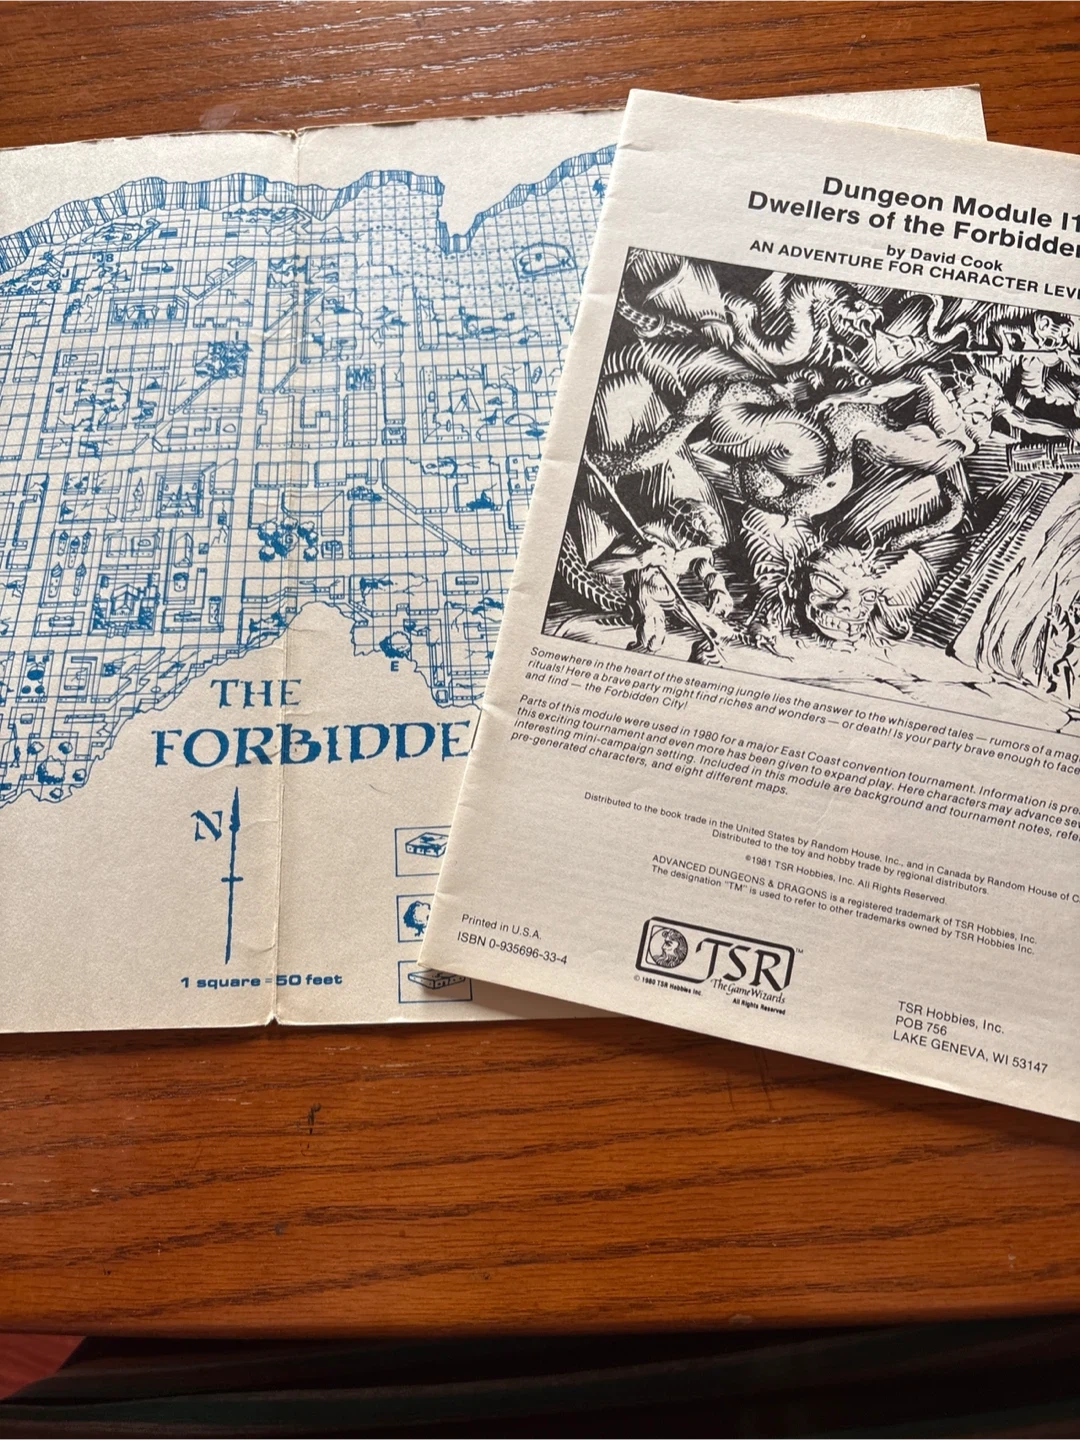 THE
FORBIDDE
N
1 square = 50 feet
J
JB
K
E
Dungeon Module I1
Dwellers of the Forbidden
by David Cook
AN ADVENTURE FOR CHARACTER LEVE
Somewhere in the heart of the steaming jungle lies the answer to the whispered tales — rumors of a mag
rituals! Here a brave party might find riches and wonders — or death! Is your party brave enough to face
and find — the Forbidden City!
Parts of this module were used in 1980 for a major East Coast convention tournament. Information is pre
this exciting tournament and even more has been given to expand play. Here characters may advance sev
interesting mini-campaign setting. Included in this module are background and tournament notes, refe
pre-generated characters, and eight different maps.
Distributed to the book trade in the United States by Random House, Inc., and in Canada by Random House of C
Distributed to the toy and hobby trade by regional distributors.
©1981 TSR Hobbies, Inc. All Rights Reserved.
ADVANCED DUNGEONS & DRAGONS is a registered trademark of TSR Hobbies, Inc.
The designation "TM" is used to refer to other trademarks owned by TSR Hobbies Inc.
Printed in U.S.A.
ISBN 0-935696-33-4
TSR™
The Game Wizards
© 1980 TSR Hobbies Inc.
All Rights Reserved
TSR Hobbies, Inc.
POB 756
LAKE GENEVA, WI 53147